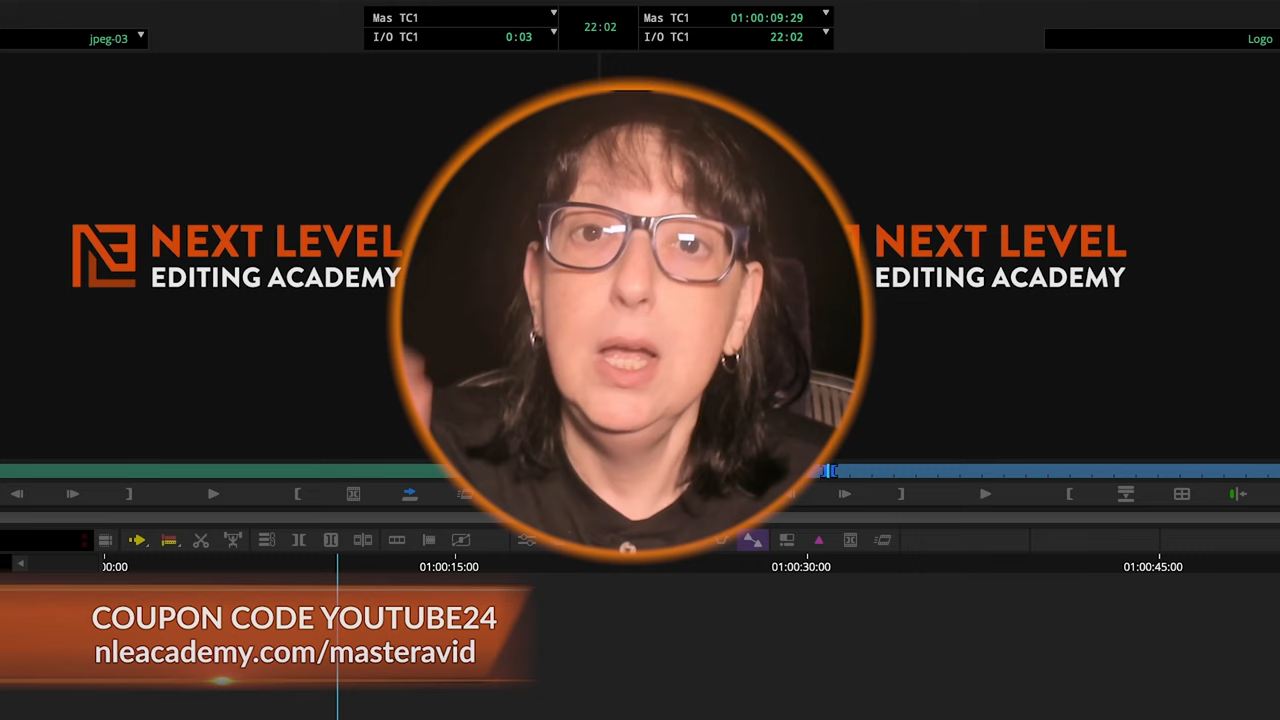 Mas TC1
22:02
Mas TC1 01:00:09:29
jpeg-03
I/O TC1 0:03
I/O TC1 22:02
Logo
NEXT LEVEL
EDITING ACADEMY
NEXT LEVEL
EDITING ACADEMY
00:00
01:00:15:00
01:00:30:00
01:00:45:00
COUPON CODE YOUTUBE24
nleacademy.com/masteravid